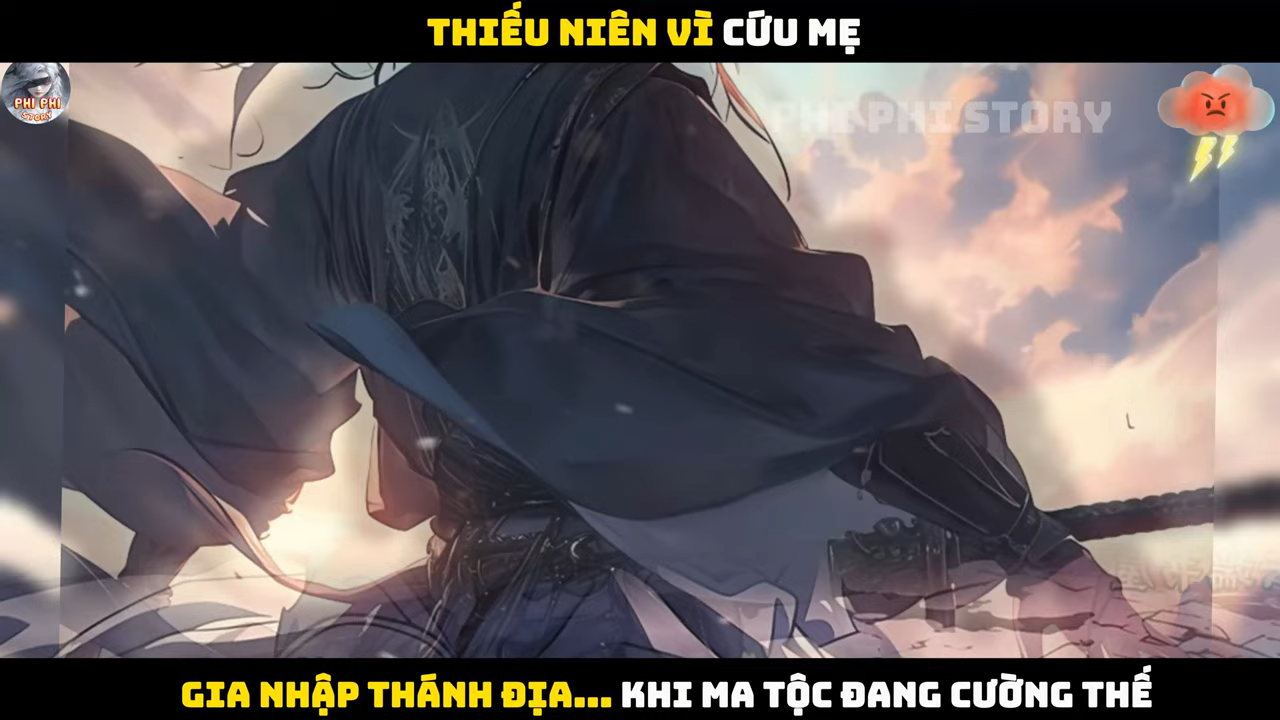 THIẾU NIÊN VÌ CỨU MẸ
PHI PHI
STORY
PHI PHI STORY
GIA NHẬP THÁNH ĐỊA... KHI MA TỘC ĐANG CƯỜNG THẾ